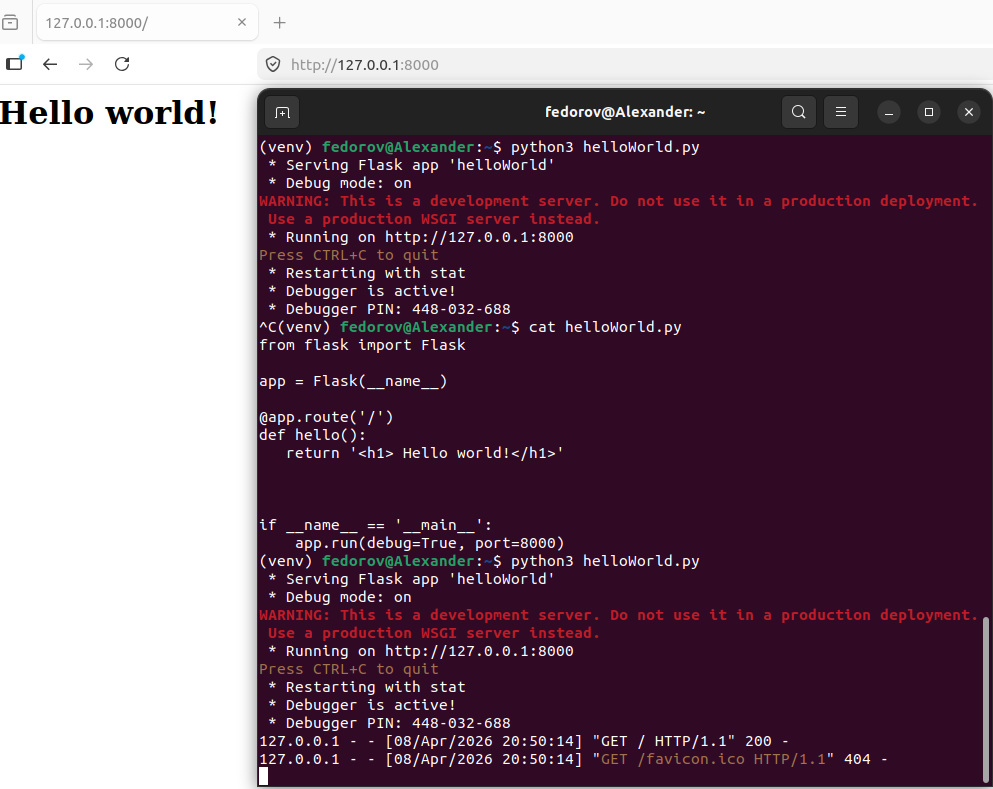 127.0.0.1:8000/
http://127.0.0.1:8000
Hello world!
fedorov@Alexander: ~
(venv) fedorov@Alexander:~$ python3 helloWorld.py
 * Serving Flask app 'helloWorld'
 * Debug mode: on
WARNING: This is a development server. Do not use it in a production deployment.
 Use a production WSGI server instead.
 * Running on http://127.0.0.1:8000
Press CTRL+C to quit
 * Restarting with stat
 * Debugger is active!
 * Debugger PIN: 448-032-688
^C(venv) fedorov@Alexander:~$ cat helloWorld.py
from flask import Flask

app = Flask(__name__)

@app.route('/')
def hello():
   return '<h1> Hello world!</h1>'

if __name__ == '__main__':
    app.run(debug=True, port=8000)
(venv) fedorov@Alexander:~$ python3 helloWorld.py
 * Serving Flask app 'helloWorld'
 * Debug mode: on
WARNING: This is a development server. Do not use it in a production deployment.
 Use a production WSGI server instead.
 * Running on http://127.0.0.1:8000
Press CTRL+C to quit
 * Restarting with stat
 * Debugger is active!
 * Debugger PIN: 448-032-688
127.0.0.1 - - [08/Apr/2026 20:50:14] "GET / HTTP/1.1" 200 -
127.0.0.1 - - [08/Apr/2026 20:50:14] "GET /favicon.ico HTTP/1.1" 404 -